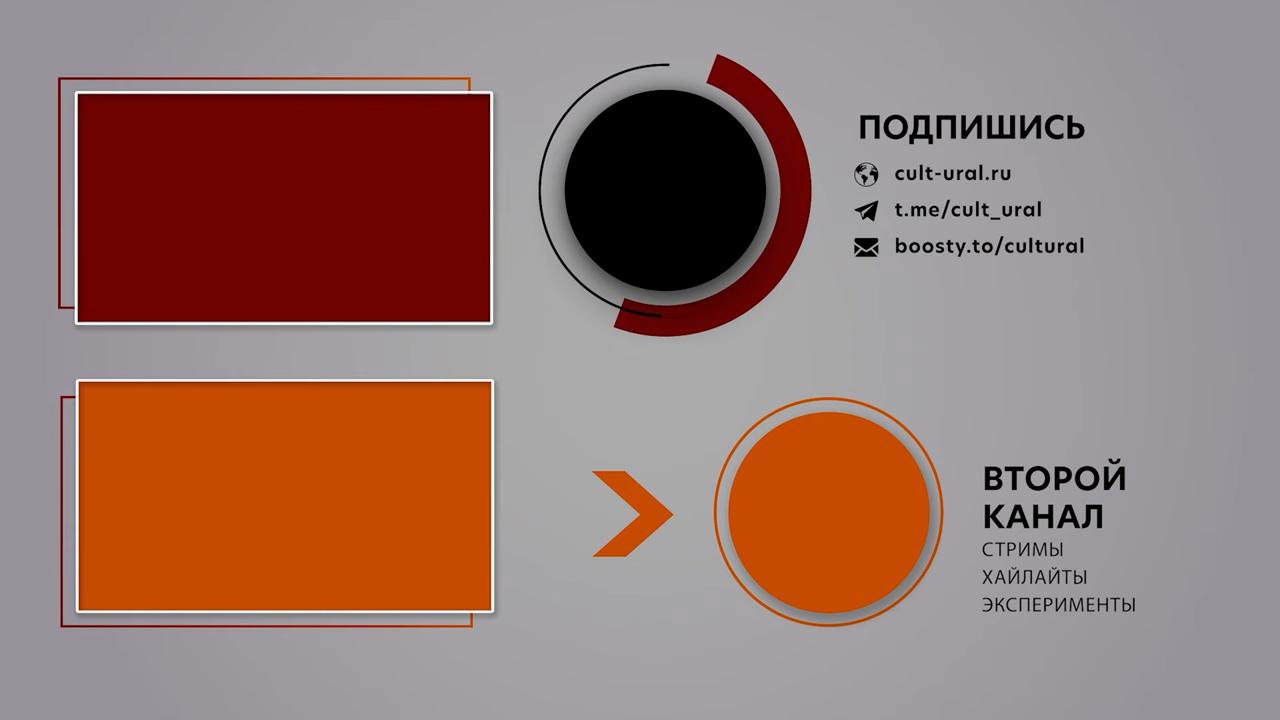 ПОДПИШИСЬ
cult-ural.ru
t.me/cult_ural
boosty.to/cultural
ВТОРОЙ
КАНАЛ
СТРИМЫ
ХАЙЛАЙТЫ
ЭКСПЕРИМЕНТЫ